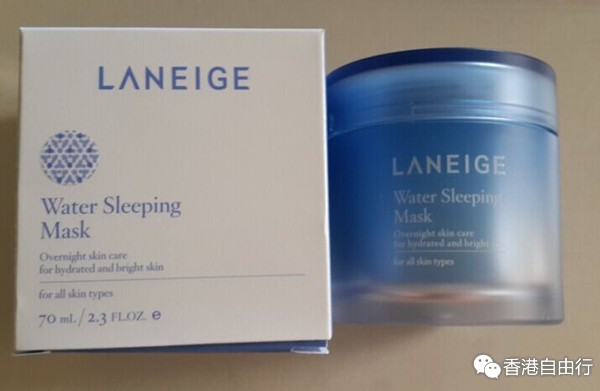 LANEIGE
Water Sleeping
Mask
Overnight skin care
for hydrated and bright skin
for all skin types
70 mL / 2.3 FL.OZ. e
LANEIGE
Water Sleeping
Mask
Overnight skin care
for hydrated and bright skin
for all skin types
香港自由行